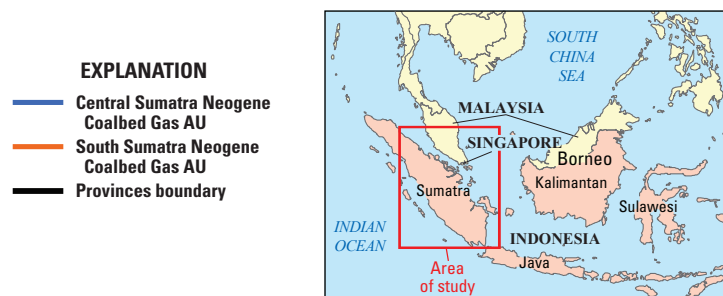 EXPLANATION
Central Sumatra Neogene
Coalbed Gas AU
South Sumatra Neogene
Coalbed Gas AU
Provinces boundary
SOUTH
CHINA
SEA
MALAYSIA
SINGAPORE
Borneo
Kalimantan
Sumatra
Sulawesi
INDIAN
OCEAN
INDONESIA
Java
Area
of study